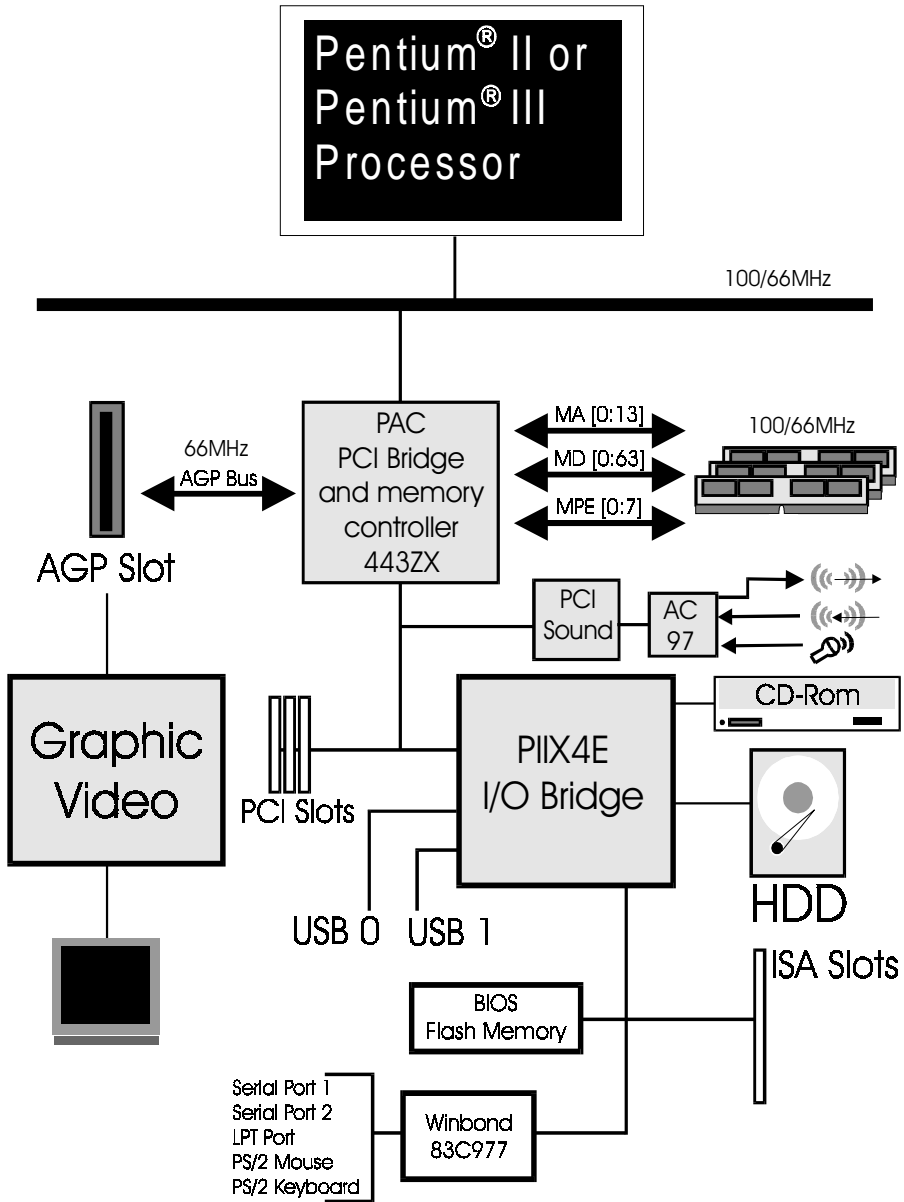 Pentium® II or
Pentium® III
Processor
100/66MHz
PAC
PCI Bridge
and memory
controller
443ZX
66MHz
AGP Bus
MA [0:13]
MD [0:63]
MPE [0:7]
100/66MHz
AGP Slot
PCI
Sound
AC
97
CD-Rom
Graphic
Video
PCI Slots
PIIX4E
I/O Bridge
HDD
USB 0
USB 1
ISA Slots
BIOS
Flash Memory
Serial Port 1
Serial Port 2
LPT Port
PS/2 Mouse
PS/2 Keyboard
Winbond
83C977